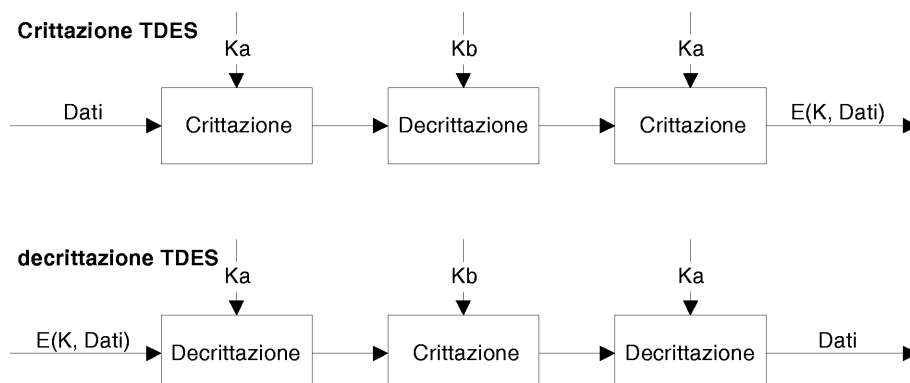 Crittazione TDES
Ka Kb Ka
Dati Crittazione Decrittazione Crittazione E(K, Dati)
decrittazione TDES
Ka Kb Ka
E(K, Dati) Decrittazione Crittazione Decrittazione Dati